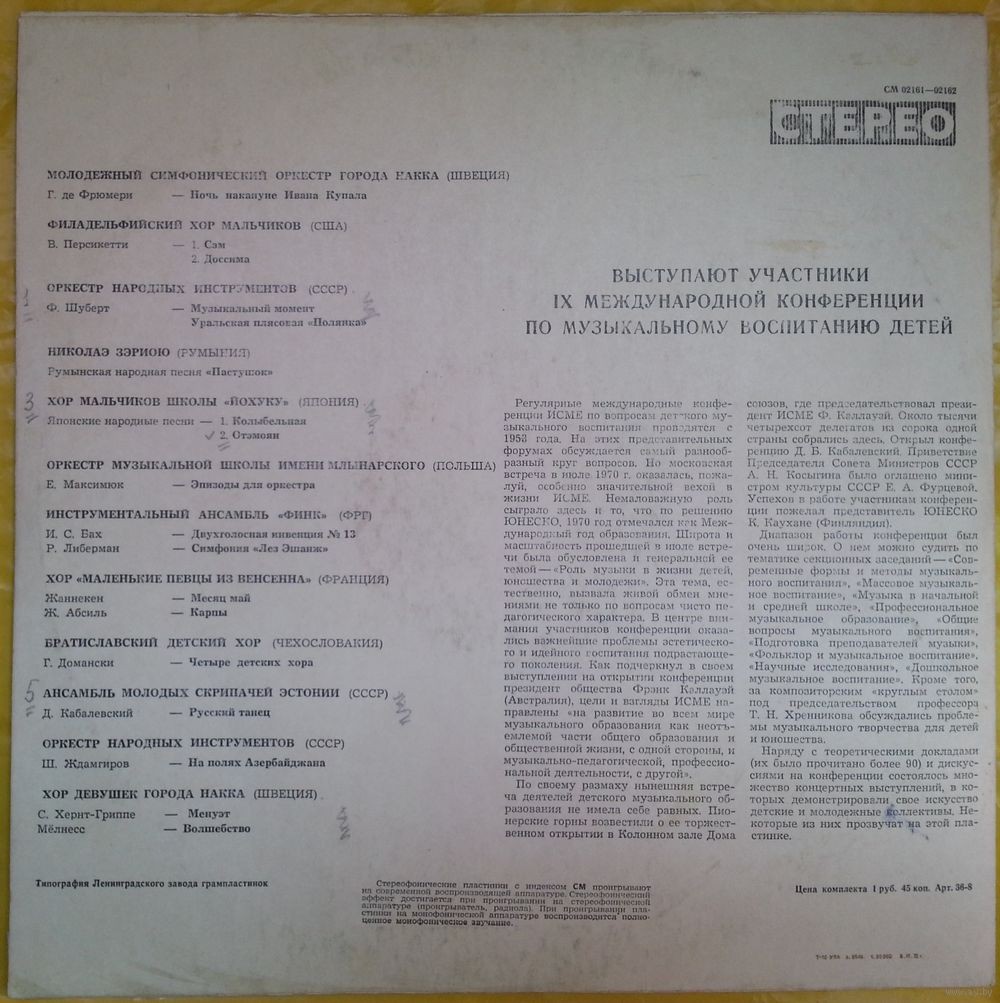 СМ 02161—02162
СТЕРЕО
МОЛОДЕЖНЫЙ СИМФОНИЧЕСКИЙ ОРКЕСТР ГОРОДА НАККА (ШВЕЦИЯ)
Г. де Фрюмери — Ночь накануне Ивана Купала
ФИЛАДЕЛЬФИЙСКИЙ ХОР МАЛЬЧИКОВ (США)
В. Персикетти — 1. Сэм
2. Доссима
1
ОРКЕСТР НАРОДНЫХ ИНСТРУМЕНТОВ (СССР)
Ф. Шуберт — Музыкальный момент
Уральская плясовая «Полянка»
НИКОЛАЭ ЗЭРИОЮ (РУМЫНИЯ)
Румынская народная песня «Пастушок»
3
ХОР МАЛЬЧИКОВ ШКОЛЫ «ЙОХУКУ» (ЯПОНИЯ)
Японские народные песни — 1. Колыбельная
✓ 2. Отэмоян
ОРКЕСТР МУЗЫКАЛЬНОЙ ШКОЛЫ ИМЕНИ МЛЫНАРСКОГО (ПОЛЬША)
Е. Максимюк — Эпизоды для оркестра
ИНСТРУМЕНТАЛЬНЫЙ АНСАМБЛЬ «ФИНК» (ФРГ)
И. С. Бах — Двухголосная инвенция № 13
Р. Либерман — Симфония «Лез Эшанж»
ХОР «МАЛЕНЬКИЕ ПЕВЦЫ ИЗ ВЕНСЕННА» (ФРАНЦИЯ)
Жаннекен — Месяц май
Ж. Абсиль — Карпы
БРАТИСЛАВСКИЙ ДЕТСКИЙ ХОР (ЧЕХОСЛОВАКИЯ)
Г. Домански — Четыре детских хора
5
АНСАМБЛЬ МОЛОДЫХ СКРИПАЧЕЙ ЭСТОНИИ (СССР)
Д. Кабалевский — Русский танец
ОРКЕСТР НАРОДНЫХ ИНСТРУМЕНТОВ (СССР)
Ш. Ждамгиров — На полях Азербайджана
ХОР ДЕВУШЕК ГОРОДА НАККА (ШВЕЦИЯ)
С. Хернт-Гриппе — Менуэт
Мёлнесс — Волшебство
ВЫСТУПАЮТ УЧАСТНИКИ
IX МЕЖДУНАРОДНОЙ КОНФЕРЕНЦИИ
ПО МУЗЫКАЛЬНОМУ ВОСПИТАНИЮ ДЕТЕЙ
Регулярные международные конфе-
ренции ИСМЕ по вопросам детского му-
зыкального воспитания проводятся с
1953 года. На этих представительных
форумах обсуждается самый разнооб-
разный круг вопросов. Но московская
встреча в июле 1970 г. оказалась, пожа-
луй, особенно значительной вехой в
жизни ИСМЕ. Немаловажную роль
сыграло здесь и то, что по решению
ЮНЕСКО, 1970 год отмечался как Меж-
дународный год образования. Широта и
масштабность прошедшей в июле встре-
чи была обусловлена и генеральной ее
темой — «Роль музыки в жизни детей,
юношества и молодежи». Эта тема, ес-
тественно, вызвала живой обмен мне-
ниями не только по вопросам чисто пе-
дагогического характера. В центре вни-
мания участников конференции оказа-
лись важнейшие проблемы эстетическо-
го и идейного воспитания подрастающе-
го поколения. Как подчеркнул в своем
выступлении на открытии конференции
президент общества Фрэнк Каллауэй
(Австралия), цели и взгляды ИСМЕ на-
правлены «на развитие во всем мире
музыкального образования как неотъ-
емлемой части общего образования и
общественной жизни, с одной стороны, и
музыкально-педагогической, професси-
нальной деятельности, с другой».
По своему размаху нынешняя встре-
ча деятелей детского музыкального об-
разования не имела себе равных. Пио-
нерские горны возвестили о ее торжест-
венном открытии в Колонном зале Дома
союзов, где председательствовал прези-
дент ИСМЕ Ф. Каллауэй. Около тысячи
четырехсот делегатов из сорока одной
страны собрались здесь. Открыл конфе-
ренцию Д. Б. Кабалевский. Приветствие
Председателя Совета Министров СССР
А. Н. Косыгина было оглашено минис-
тром культуры СССР Е. А. Фурцевой.
Успехов в работе участникам конферен-
ции пожелал представитель ЮНЕСКО
К. Каухане (Финляндия).
Диапазон работы конференции был
очень широк. О нем можно судить по
тематике секционных заседаний — «Сов-
ременные формы и методы музыкаль-
ного воспитания», «Массовое музыкаль-
ное воспитание», «Музыка в начальной
и средней школе», «Профессиональное
музыкальное образование», «Общие
вопросы музыкального воспитания»,
«Подготовка преподавателей музыки»,
«Фольклор и музыкальное воспитание»,
«Научные исследования», «Дошкольное
музыкальное воспитание». Кроме того,
за композиторским «круглым столом»
под председательством профессора
Т. Н. Хренникова обсуждались пробле-
мы музыкального творчества для детей
и юношества.
Наряду с теоретическими докладами
(их было прочитано более 90) и дискус-
сиями на конференции состоялось мно-
жество концертных выступлений, в ко-
торых демонстрировали свое искусство
детские и молодежные коллективы. Не-
которые из них прозвучат на этой пла-
стинке.
Типография Ленинградского завода грампластинок
Стереофонические пластинки с индексом СМ проигрывают
на современной воспроизводящей аппаратуре. Стереофонический
эффект достигается при проигрывании на стереофонической
аппаратуре (проигрыватель, радиола). При проигрывании пла-
стинки на монофонической аппаратуре воспроизводится полно-
ценное монофоническое звучание.
Цена комплекта 1 руб. 45 коп. Арт. 36-8